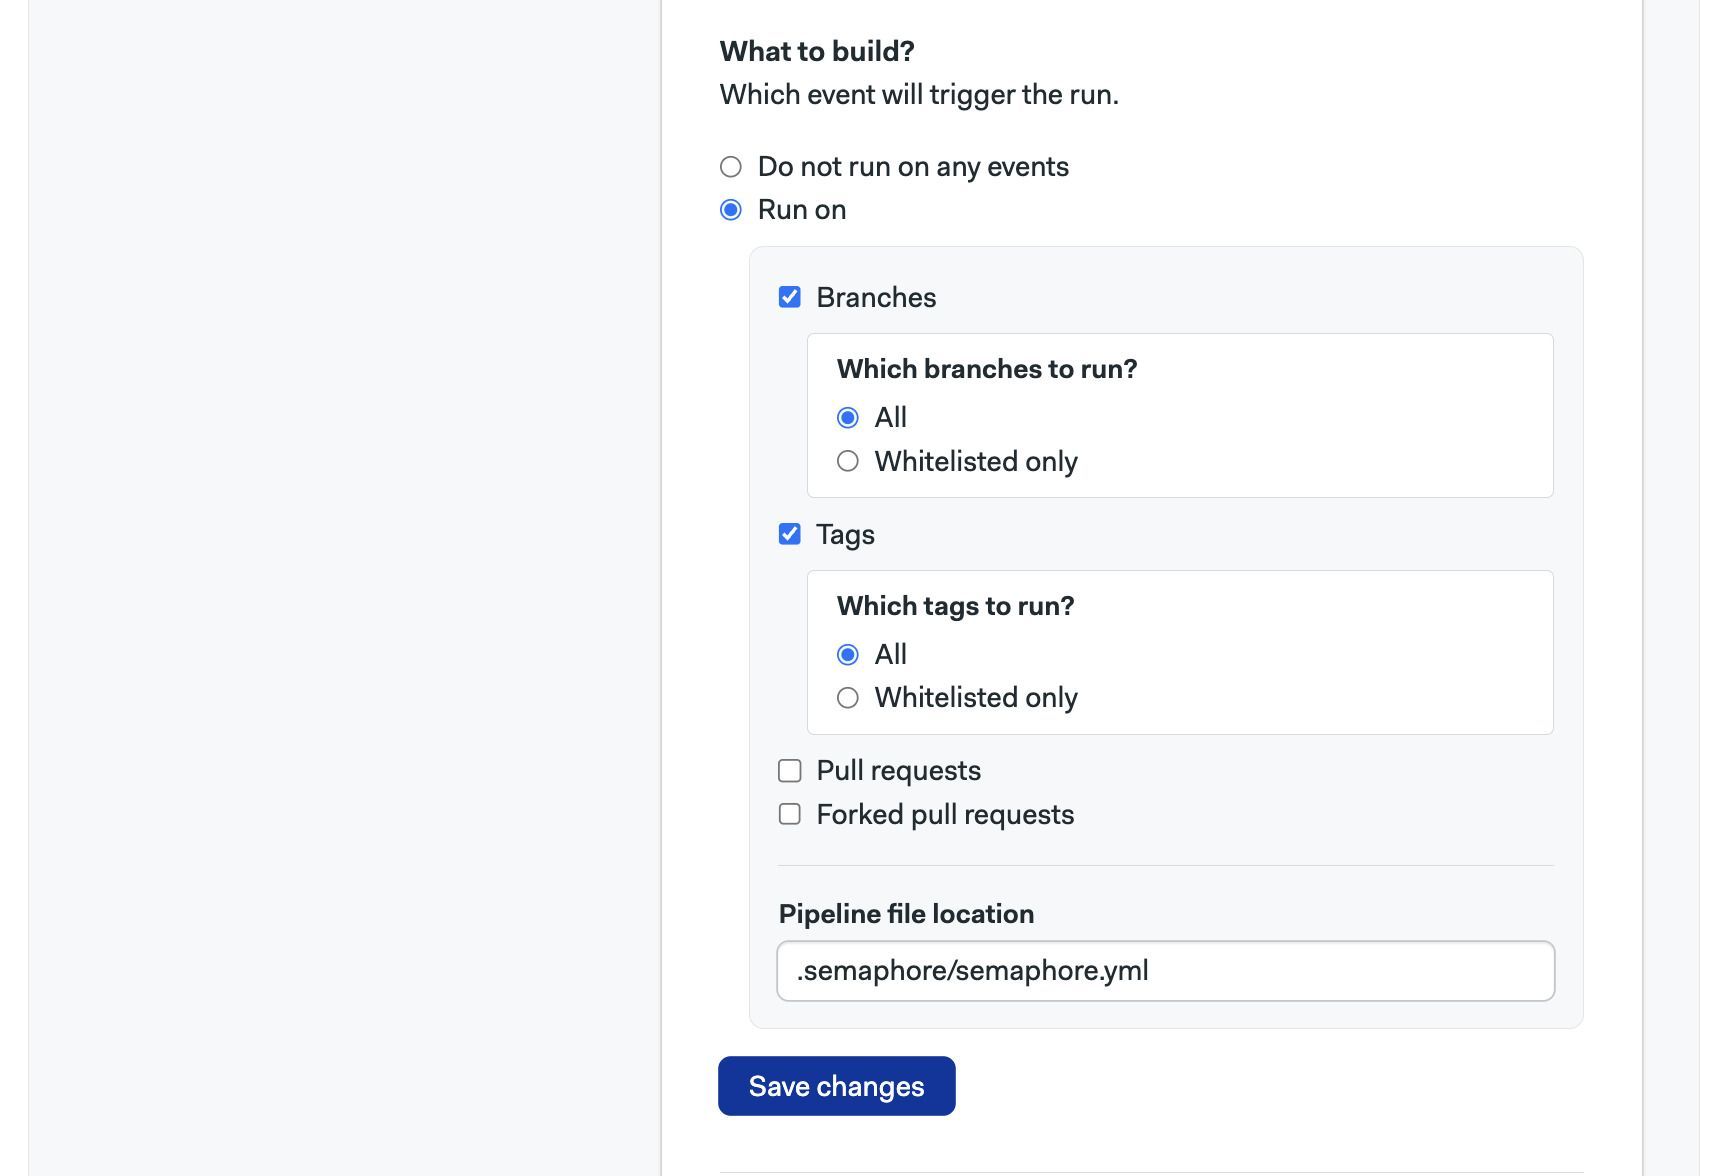 What to build?
Which event will trigger the run.
Do not run on any events
Run on
Branches
Which branches to run?
All
Whitelisted only
Tags
Which tags to run?
All
Whitelisted only
Pull requests
Forked pull requests
Pipeline file location
.semaphore/semaphore.yml
Save changes